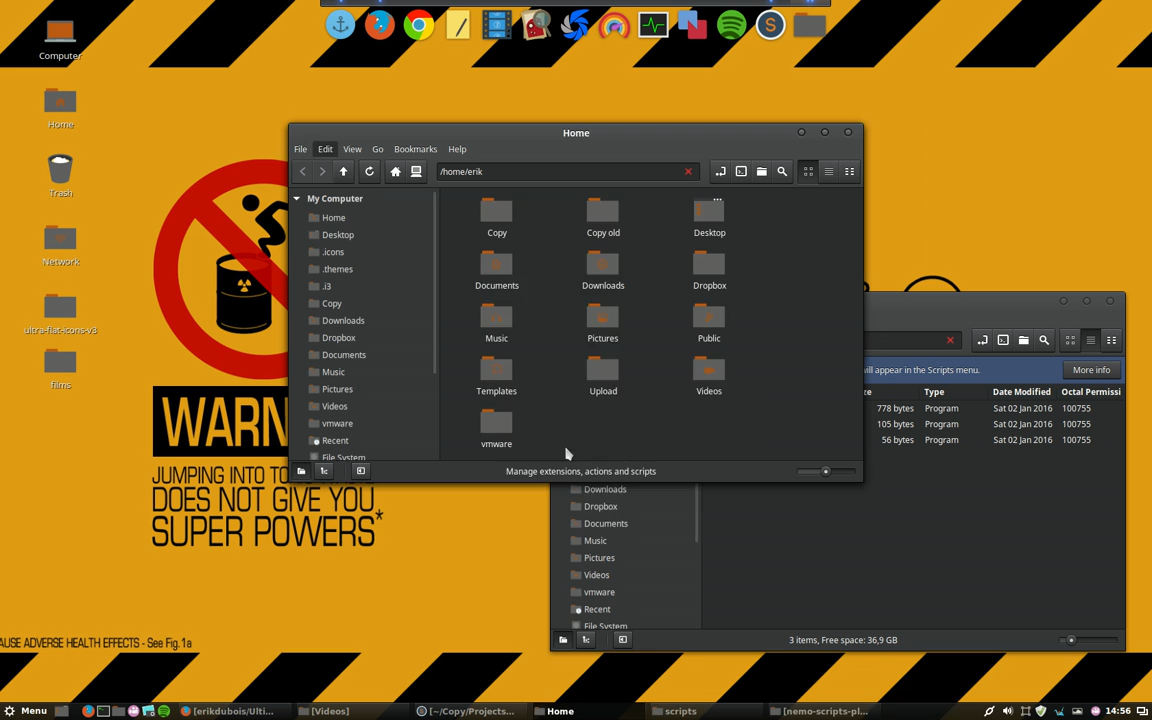 Computer
Home
Trash
Network
ultra-flat-icons-v3
films
WARN
JUMPING INTO TO
DOES NOT GIVE YOU
SUPER POWERS*
AUSE ADVERSE HEALTH EFFECTS - See Fig.1a
Home
File Edit View Go Bookmarks Help
/home/erik
My Computer
Home
Desktop
.icons
.themes
.i3
Copy
Downloads
Dropbox
Documents
Music
Pictures
Videos
vmware
Recent
File System
Copy Copy old Desktop
Documents Downloads Dropbox
Music Pictures Public
Templates Upload Videos
vmware
Manage extensions, actions and scripts
will appear in the Scripts menu. More info
ze Type Date Modified Octal Permissi
778 bytes Program Sat 02 Jan 2016 100755
105 bytes Program Sat 02 Jan 2016 100755
56 bytes Program Sat 02 Jan 2016 100755
Downloads
Dropbox
Documents
Music
Pictures
Videos
vmware
Recent
File System
3 items, Free space: 36,9 GB
Menu [erikdubois/Ulti... [Videos] [~/Copy/Projects... Home scripts [nemo-scripts-pl... 14:56